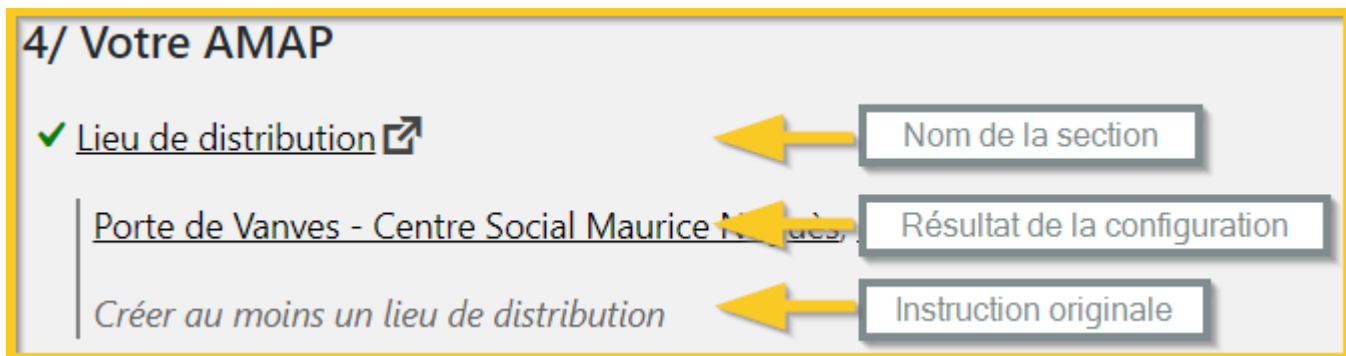 4/ Votre AMAP
Lieu de distribution
Nom de la section
Porte de Vanves - Centre Social Maurice
Résultat de la configuration
Créer au moins un lieu de distribution
Instruction originale